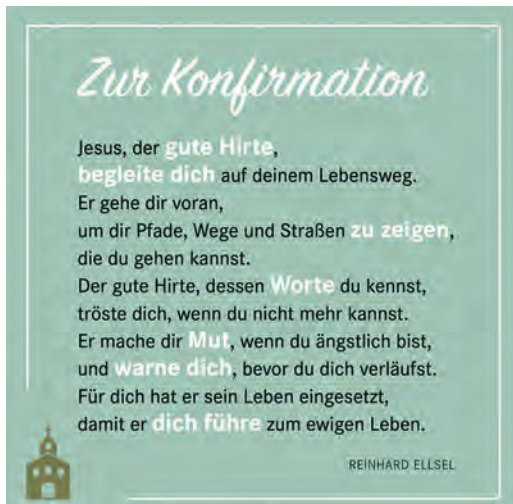 Zur Konfirmation
Jesus, der gute Hirte,
begleite dich auf deinem Lebensweg.
Er gehe dir voran,
um dir Pfade, Wege und Straßen zu zeigen,
die du gehen kannst.
Der gute Hirte, dessen Worte du kennst,
tröste dich, wenn du nicht mehr kannst.
Er mache dir Mut, wenn du ängstlich bist,
und warne dich, bevor du dich verläufst.
Für dich hat er sein Leben eingesetzt,
damit er dich führe zum ewigen Leben.
REINHARD ELLSEL